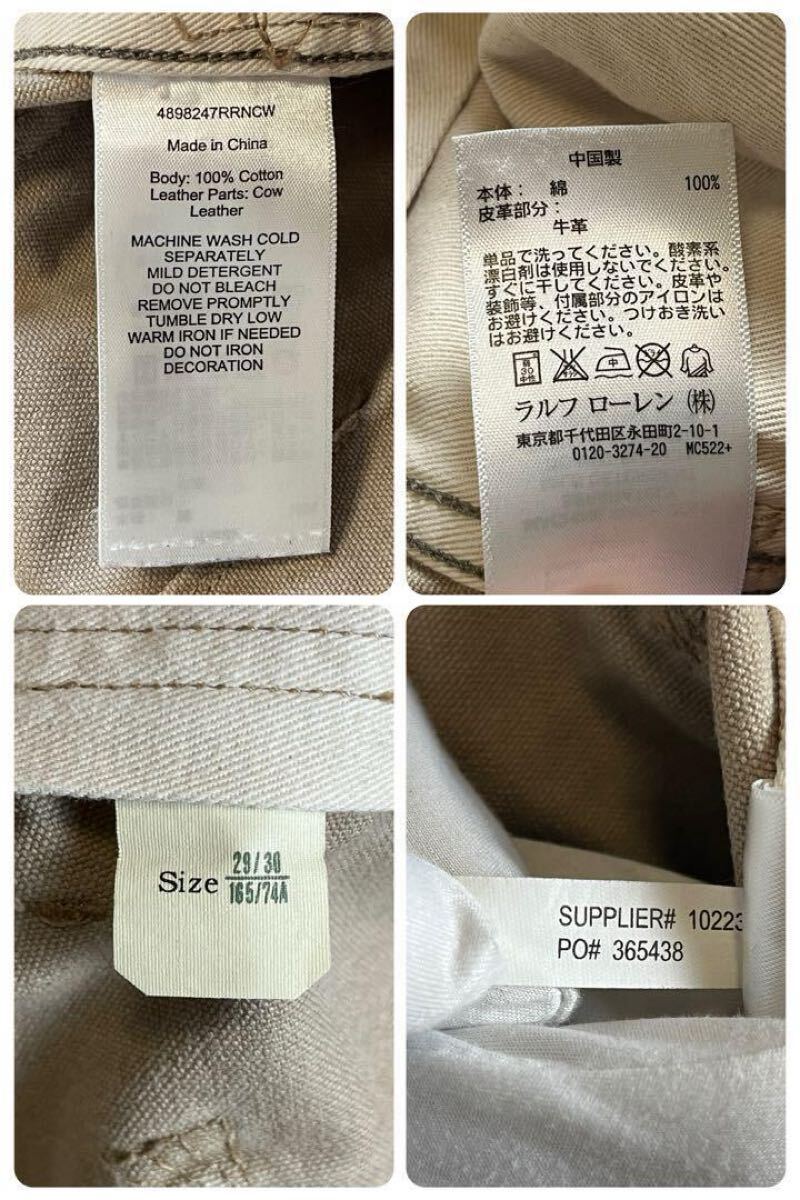 4898247RRNCW
Made in China
Body: 100% Cotton
Leather Parts: Cow
Leather
MACHINE WASH COLD
SEPARATELY
MILD DETERGENT
DO NOT BLEACH
REMOVE PROMPTLY
TUMBLE DRY LOW
WARM IRON IF NEEDED
DO NOT IRON
DECORATION
中国製
本体: 綿 100%
皮革部分:
牛革
単品で洗ってください。酸素系
漂白剤は使用しないでください。
すぐに干してください。皮革や
装飾等、付属部分のアイロンは
お避けください。つけおき洗い
はお避けください。
ラルフ ローレン (株)
東京都千代田区永田町2-10-1
0120-3274-20 MC522+
Size 29/30
165/74A
SUPPLIER# 10223
PO# 365438